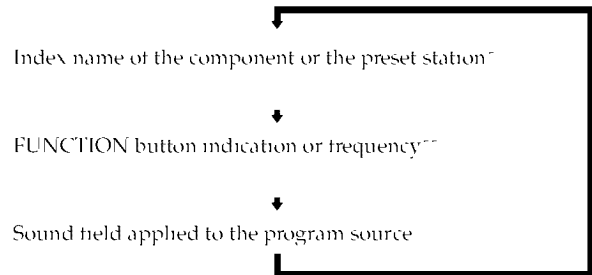 Index name of the component or the preset station*
FUNCTION button indication or frequency**
Sound field applied to the program source